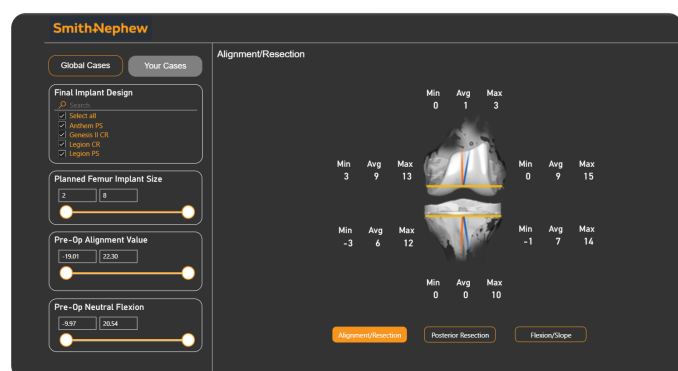 Smith+Nephew
Global Cases
Your Cases
Final Implant Design
Search
Select all
Anthem PS
Genesis II CR
Legion CR
Legion PS
Planned Femur Implant Size
2 8
Pre-Op Alignment Value
-19.01 22.30
Pre-Op Neutral Flexion
-9.97 20.54
Alignment/Resection
Min Avg Max
0 1 3
Min Avg Max
3 9 13
Min Avg Max
0 9 15
Min Avg Max
-3 6 12
Min Avg Max
-1 7 14
Min Avg Max
0 0 10
Alignment/Resection
Posterior Resection
Flexion/Slope